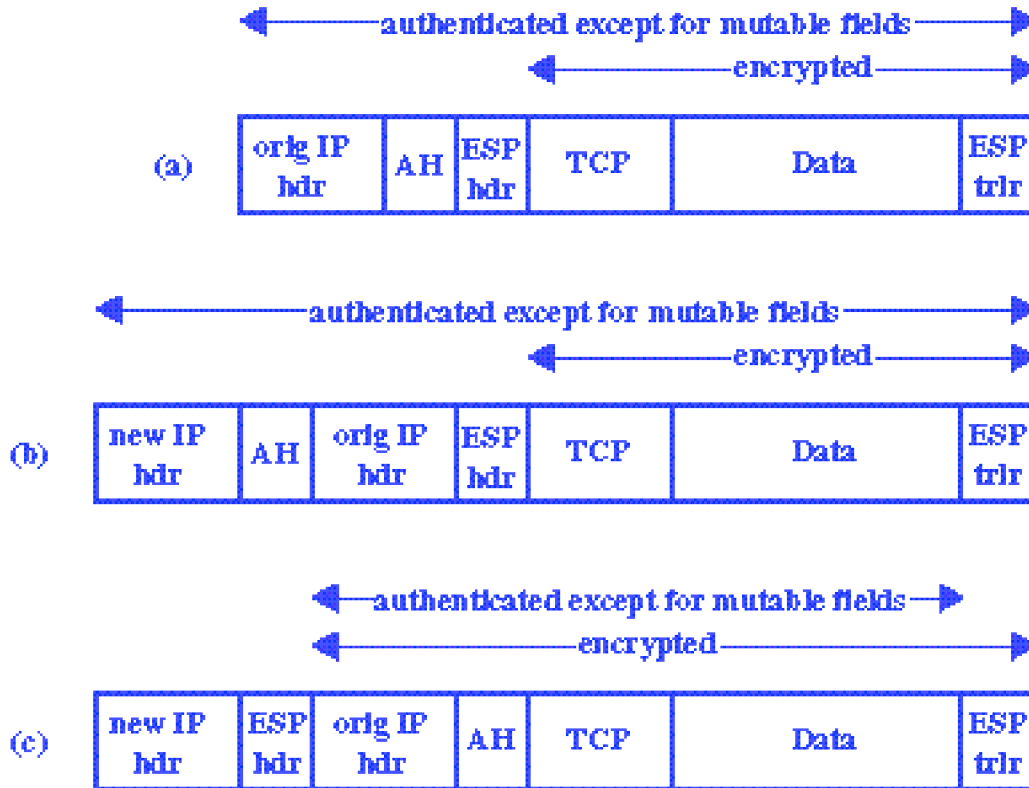 authenticated except for mutable fields
encrypted
(a)
orig IP hdr
AH
ESP hdr
TCP
Data
ESP trlr
authenticated except for mutable fields
encrypted
(b)
new IP hdr
AH
orig IP hdr
ESP hdr
TCP
Data
ESP trlr
authenticated except for mutable fields
encrypted
(c)
new IP hdr
ESP hdr
orig IP hdr
AH
TCP
Data
ESP trlr